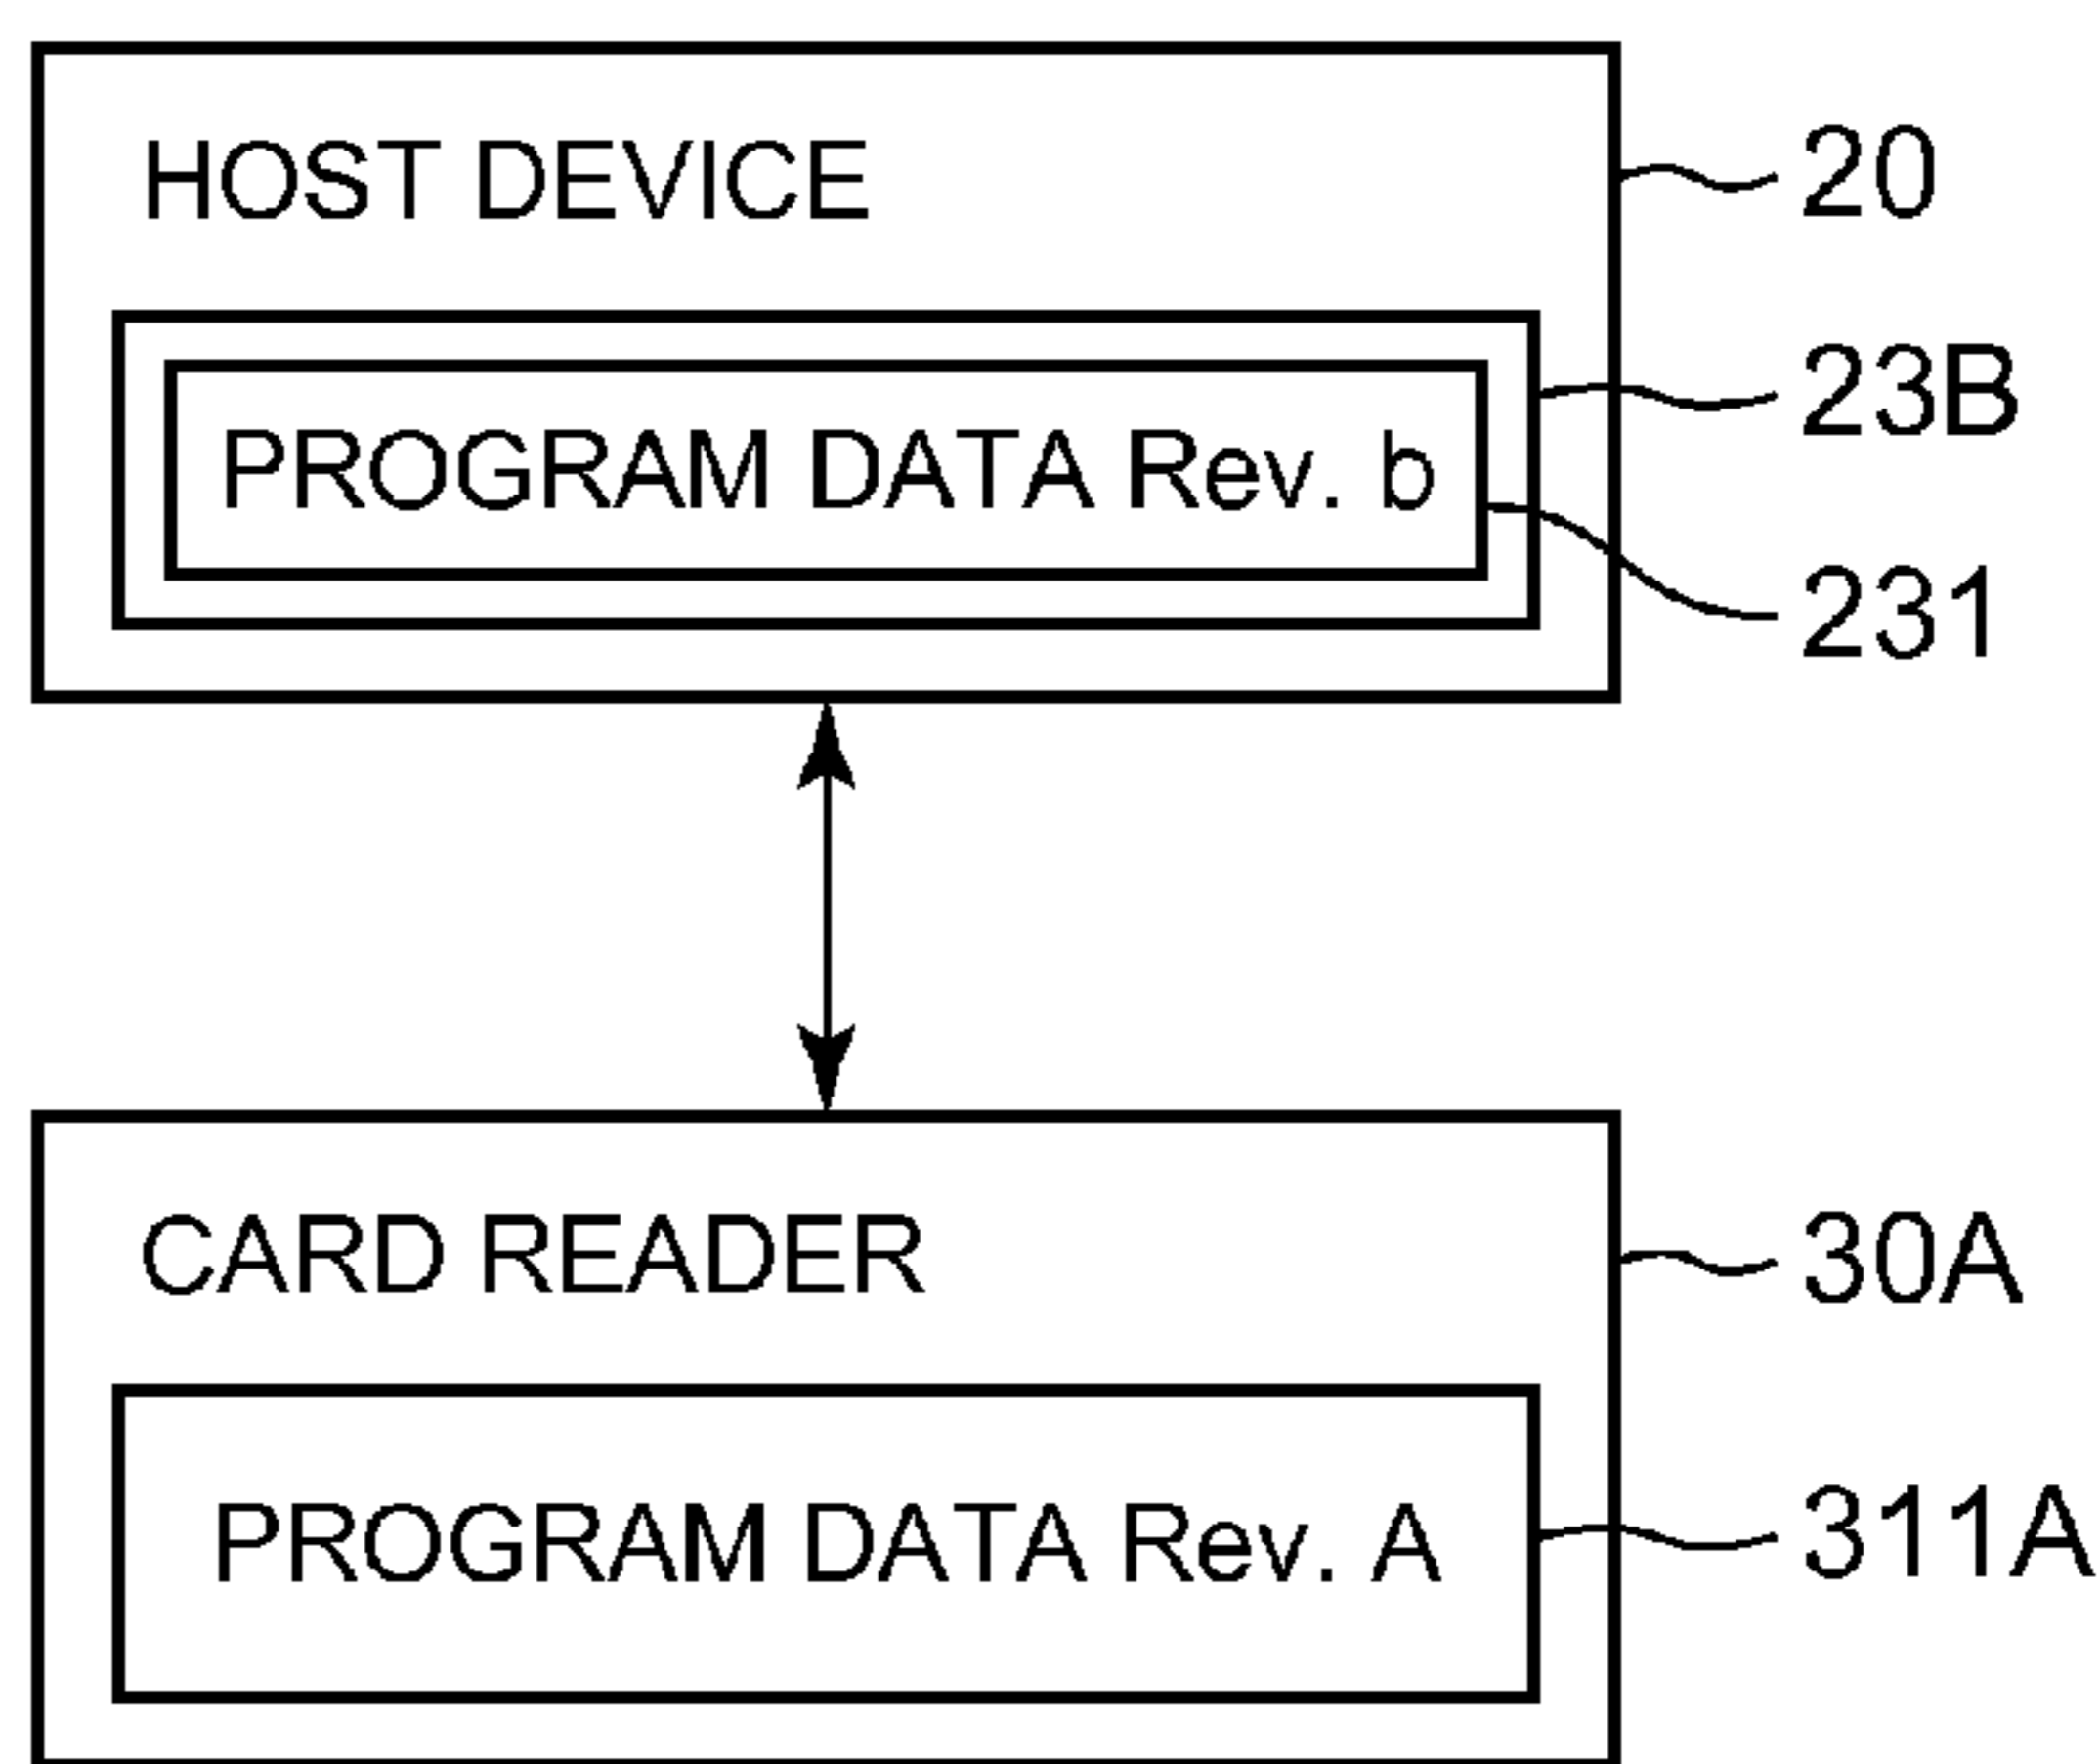 HOST DEVICE
20
23B
PROGRAM DATA Rev. b
231
CARD READER
30A
PROGRAM DATA Rev. A
311A